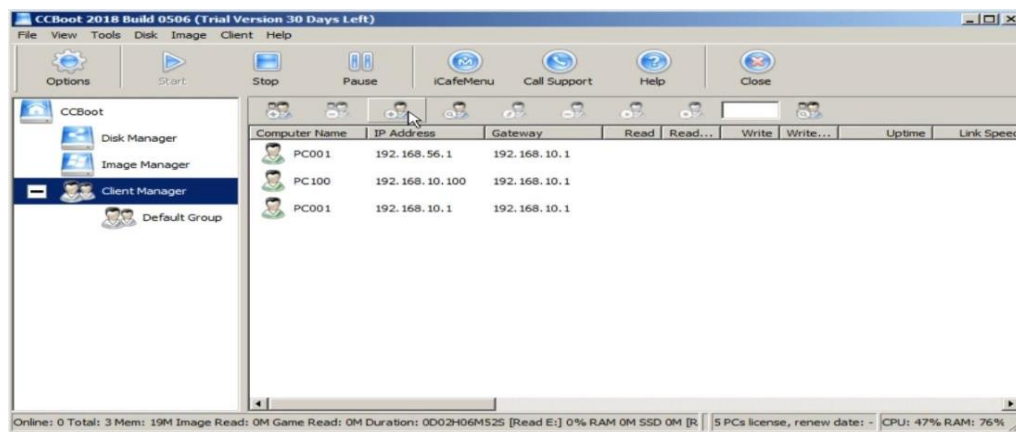 CCBoot 2018 Build 0506 (Trial Version 30 Days Left)
File View Tools Disk Image Client Help
Options Start Stop Pause iCafeMenu Call Support Help Close
CCBoot
Disk Manager
Image Manager
Client Manager
Default Group
Computer Name IP Address Gateway Read Read... Write Write... Uptime Link Speed
PC001 192.168.56.1 192.168.10.1
PC100 192.168.10.100 192.168.10.1
PC001 192.168.10.1 192.168.10.1
Online: 0 Total: 3 Mem: 19M Image Read: 0M Game Read: 0M Duration: 0D02H06M52S [Read E:] 0% RAM 0M SSD 0M [R 5 PCs license, renew date: - CPU: 47% RAM: 76%